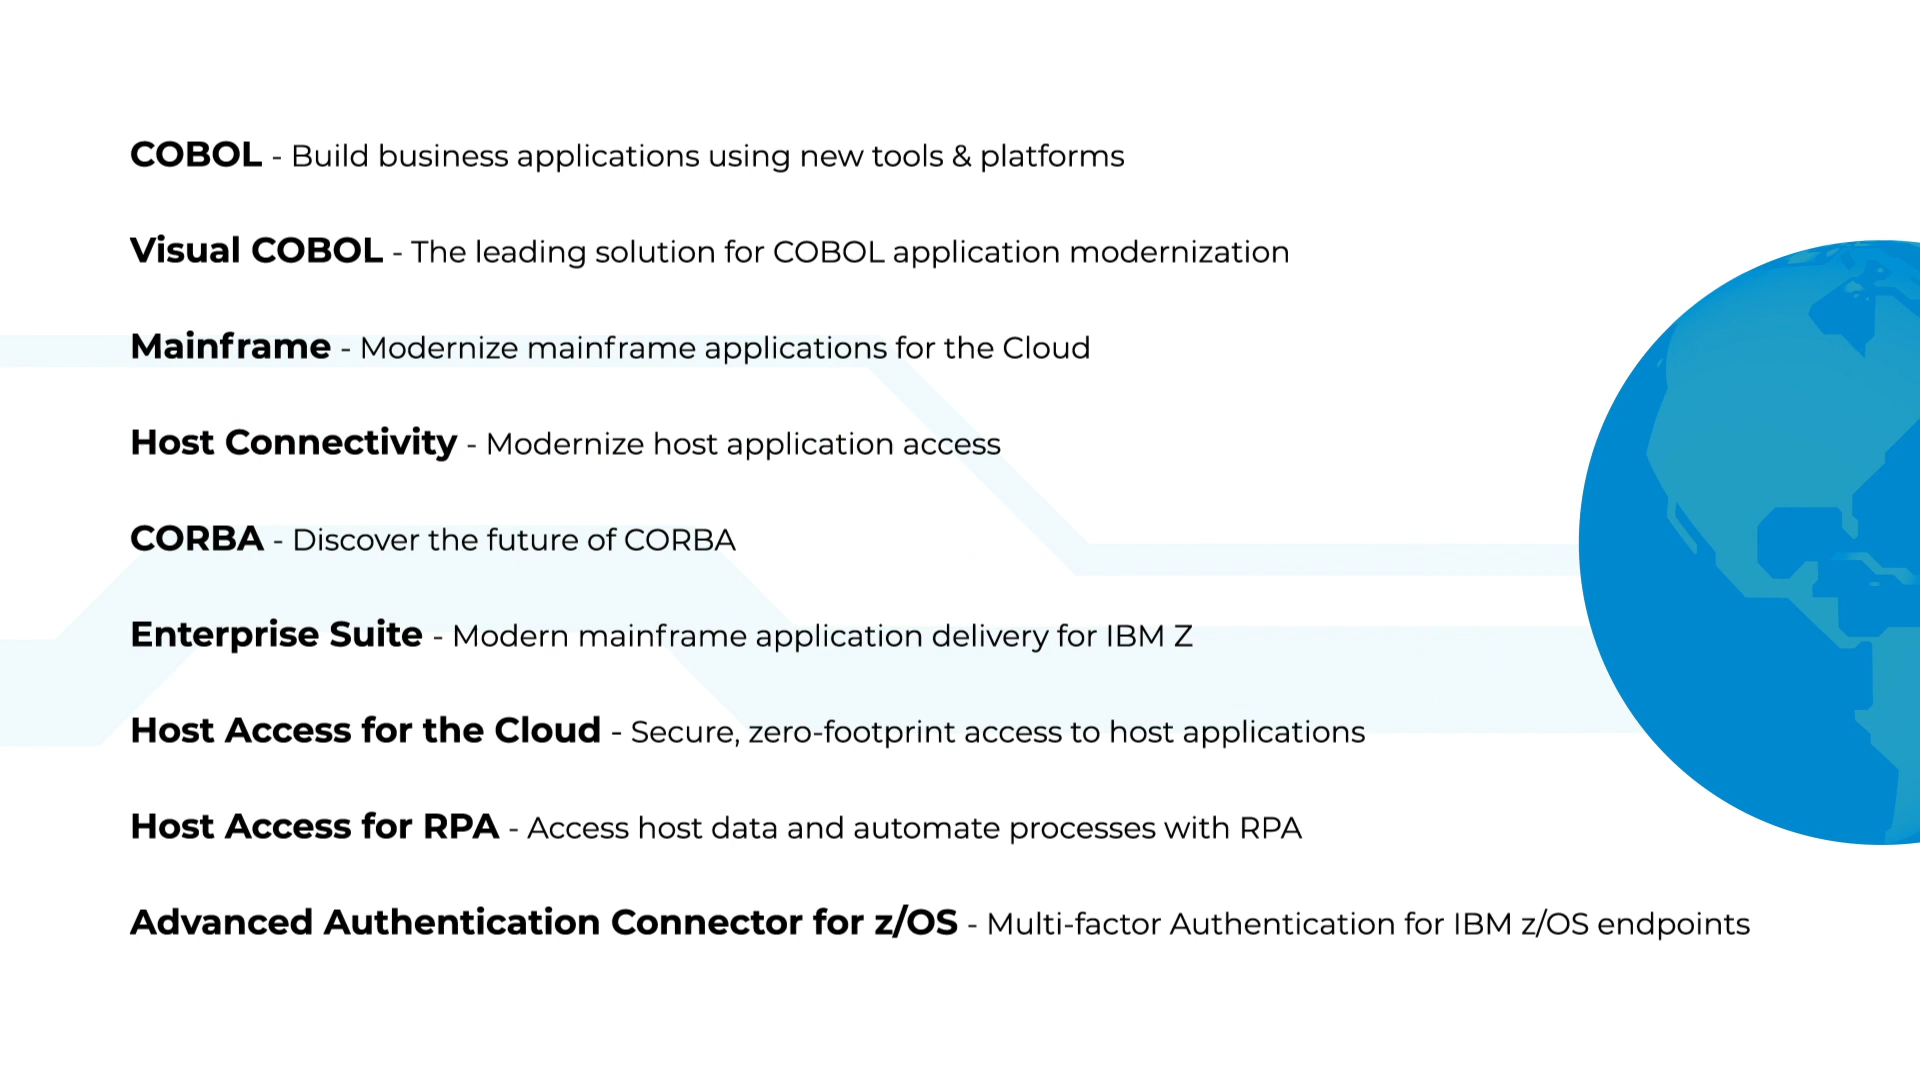 COBOL - Build business applications using new tools & platforms
Visual COBOL - The leading solution for COBOL application modernization
Mainframe - Modernize mainframe applications for the Cloud
Host Connectivity - Modernize host application access
CORBA - Discover the future of CORBA
Enterprise Suite - Modern mainframe application delivery for IBM Z
Host Access for the Cloud - Secure, zero-footprint access to host applications
Host Access for RPA - Access host data and automate processes with RPA
Advanced Authentication Connector for z/OS - Multi-factor Authentication for IBM z/OS endpoints